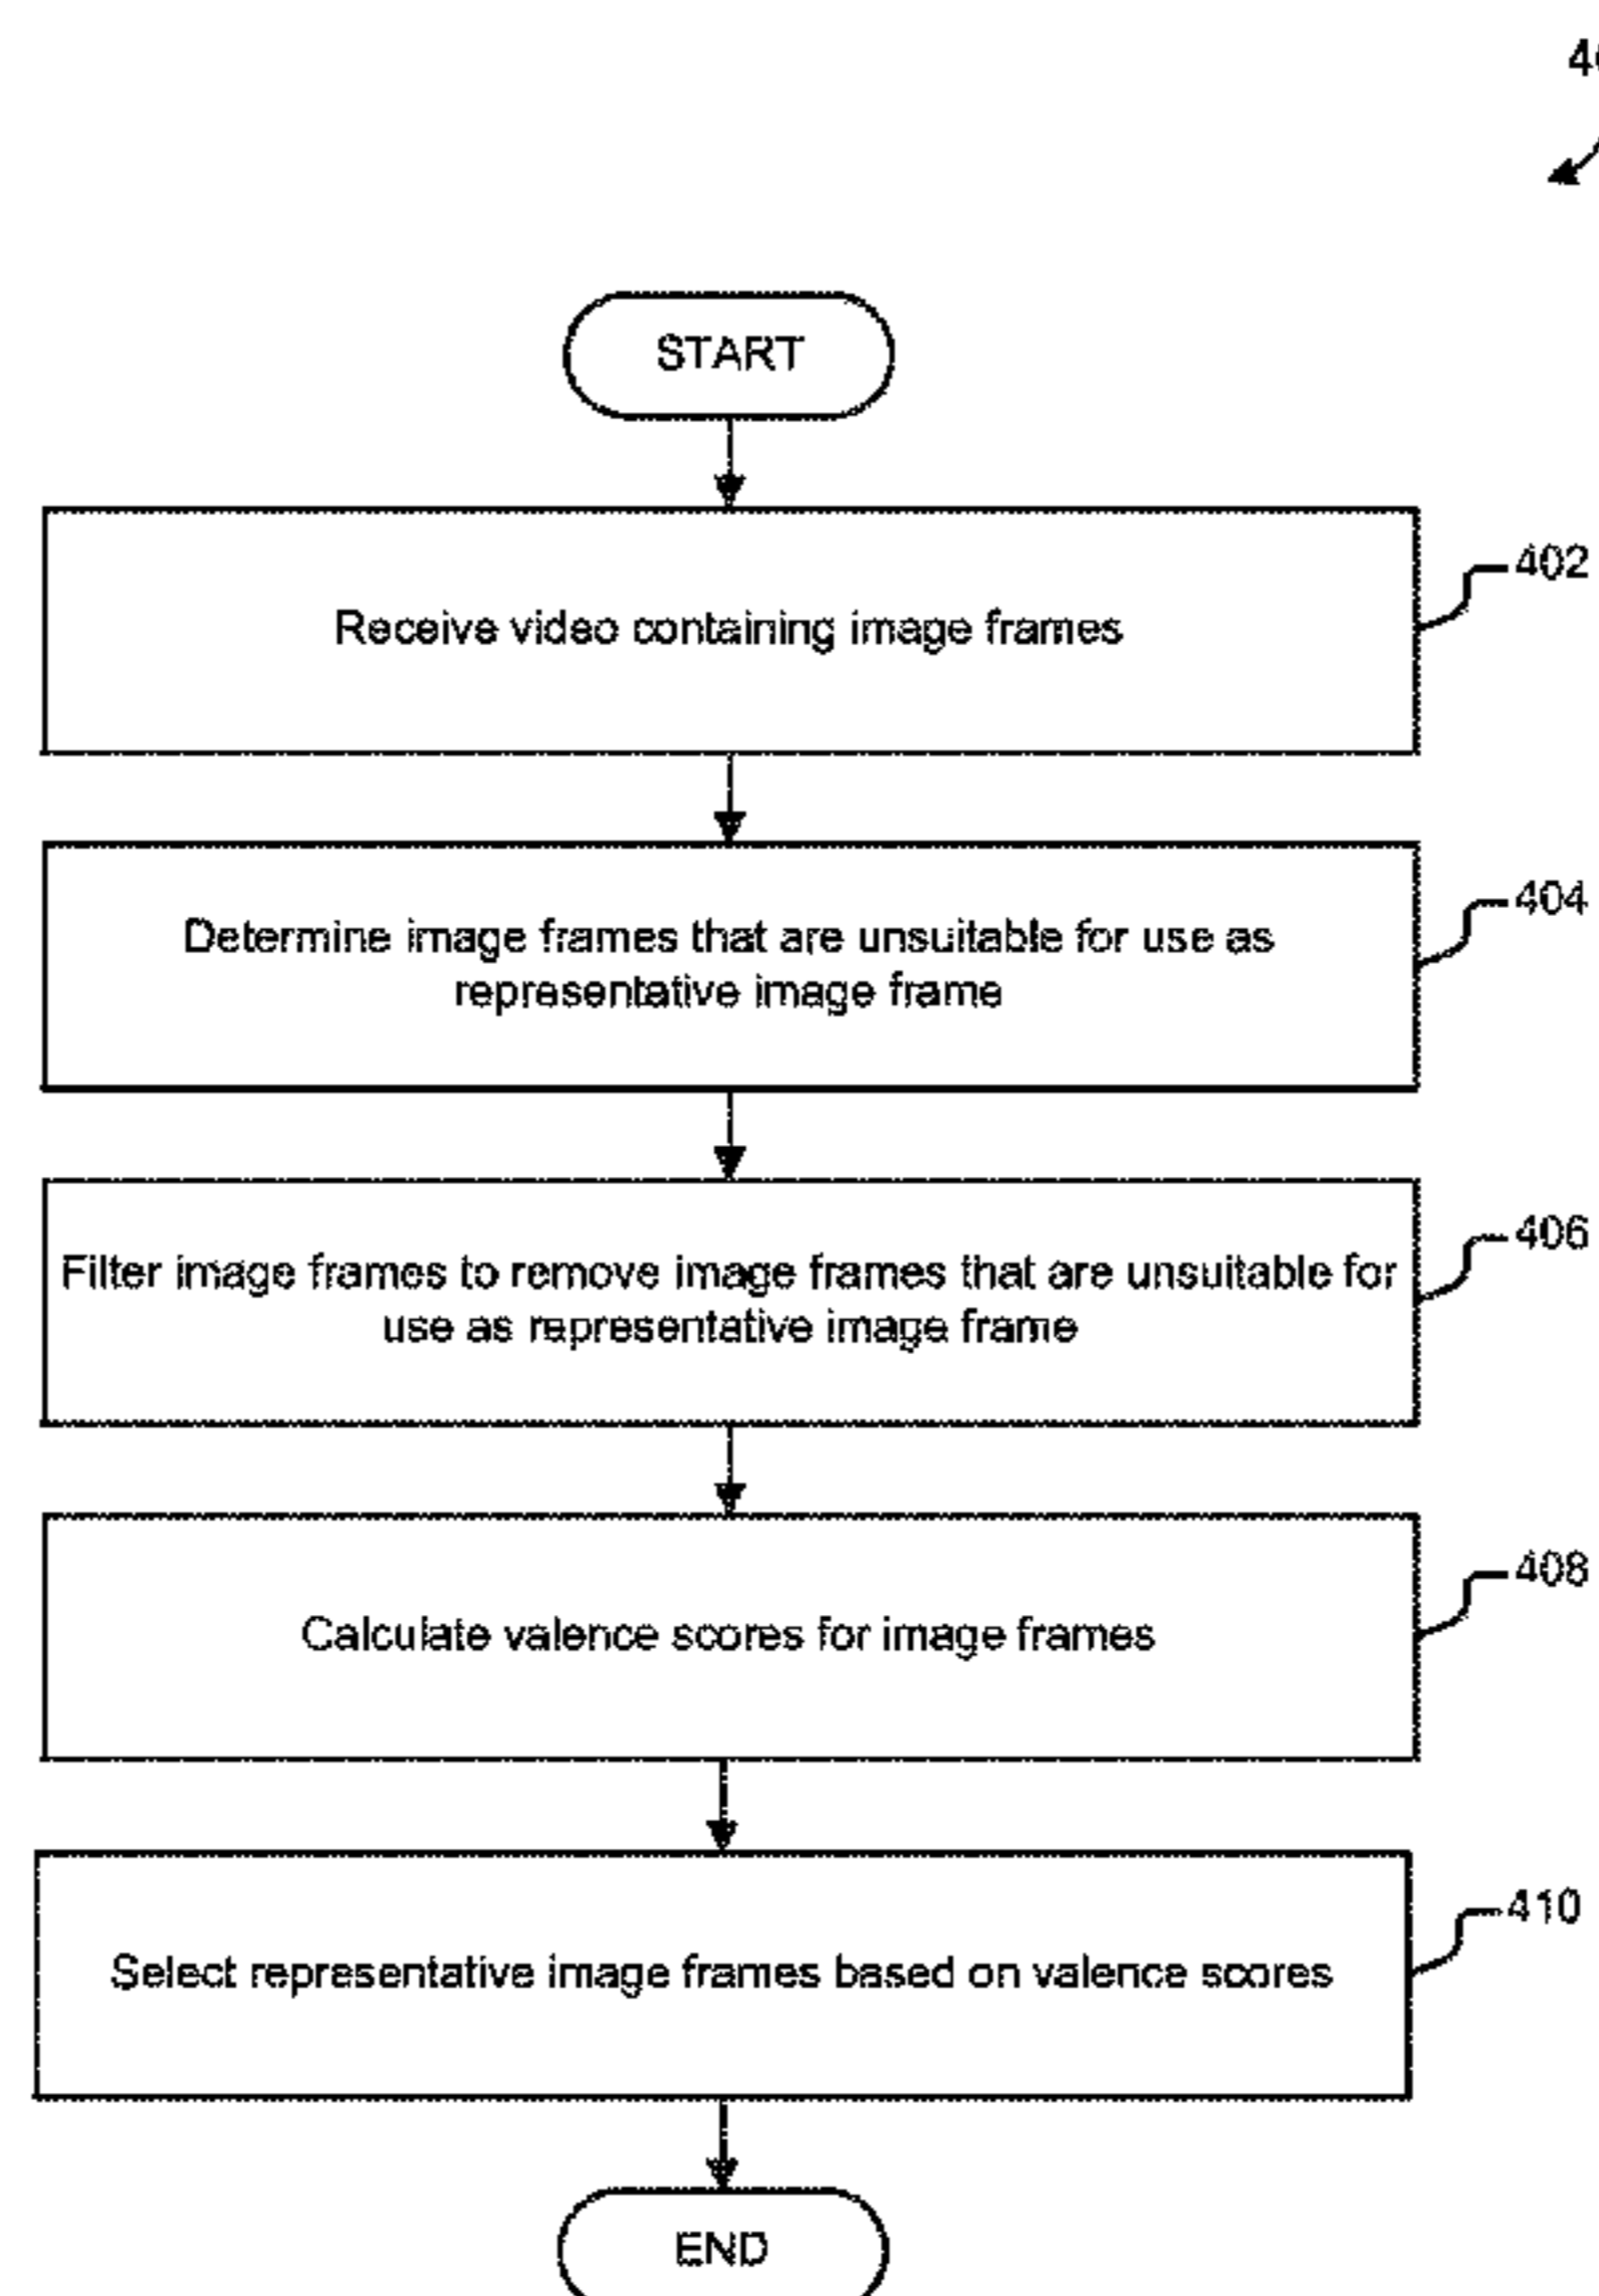 START
Receive video containing image frames
402
Determine image frames that are unsuitable for use as
representative image frame
404
Filter image frames to remove image frames that are unsuitable for
use as representative image frame
406
Calculate valence scores for image frames
408
Select representative image frames based on valence scores
410
END